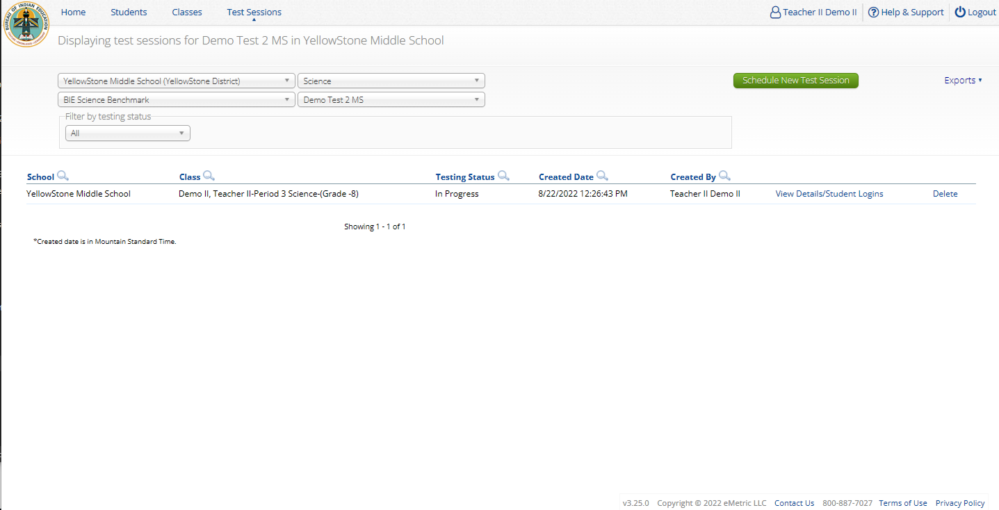 BUREAU OF INDIAN EDUCATION
Home Students Classes Test Sessions Teacher II Demo II Help & Support Logout
Displaying test sessions for Demo Test 2 MS in YellowStone Middle School
YellowStone Middle School (YellowStone District) Science Schedule New Test Session Exports
BIE Science Benchmark Demo Test 2 MS
Filter by testing status
All
School Class Testing Status Created Date Created By
YellowStone Middle School Demo II, Teacher II-Period 3 Science-(Grade -8) In Progress 8/22/2022 12:26:43 PM Teacher II Demo II View Details/Student Logins Delete
Showing 1 - 1 of 1
*Created date is in Mountain Standard Time.
v3.25.0 Copyright © 2022 eMetric LLC Contact Us 800-887-7027 Terms of Use Privacy Policy